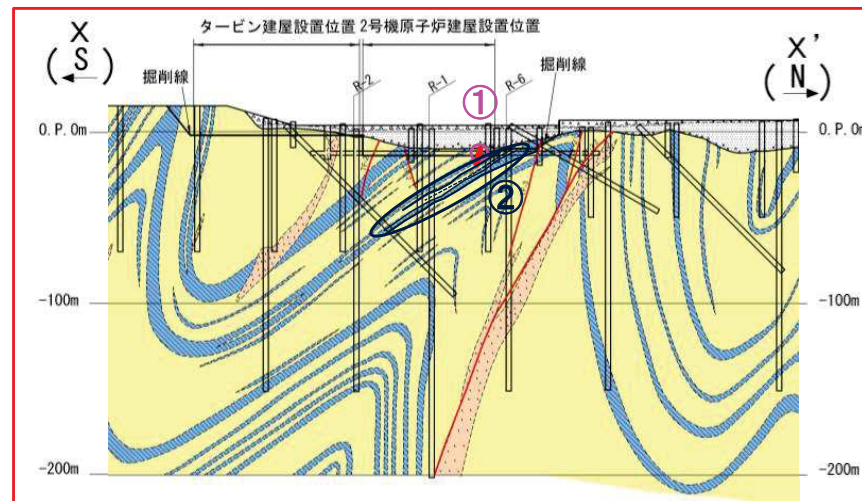 タービン建屋設置位置 2号機原子炉建屋設置位置
X
(S)
X'
(N)
掘削線
R-2
R-1
①
R-6
掘削線
0.P.0m
0.P.0m
②
-100m
-100m
-200m
-200m